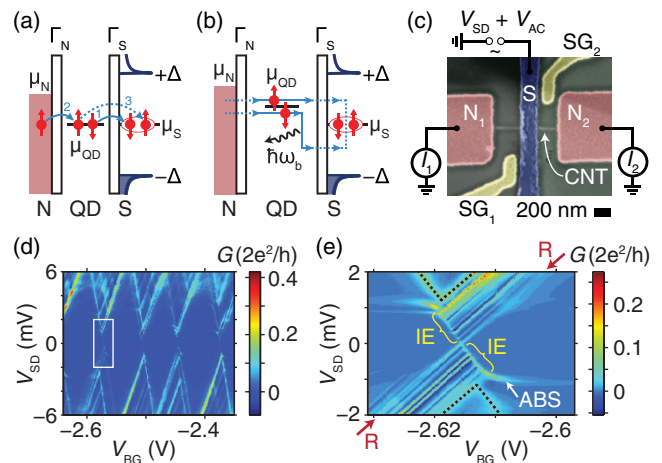 (a)
Γ_N
Γ_S
μ_N
+Δ
2
1
3
μ_S
μ_QD
−Δ
N QD S
(b)
Γ_N
Γ_S
μ_N
μ_QD
+Δ
μ_S
ħω_b
−Δ
N QD S
(c)
V_SD + V_AC
~
SG_2
S
N_1
N_2
I_1
I_2
CNT
SG_1
200 nm
(d)
G (2e²/h)
6
3
0
-3
-6
V_SD (mV)
−2.6
−2.4
V_BG (V)
0.4
0.2
0
(e)
G (2e²/h)
R
2
1
0
-1
-2
V_SD (mV)
IE
IE
ABS
R
−2.62
−2.6
V_BG (V)
0.2
0.1
0